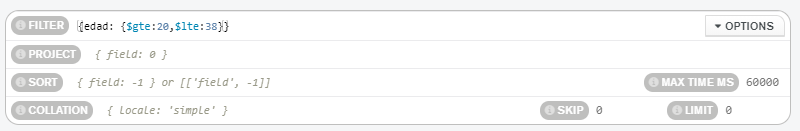 FILTER {edad: {$gte:20,$lte:38}} OPTIONS
PROJECT { field: 0 }
SORT { field: -1 } or [['field', -1]] MAX TIME MS 60000
COLLATION { locale: 'simple' } SKIP 0 LIMIT 0